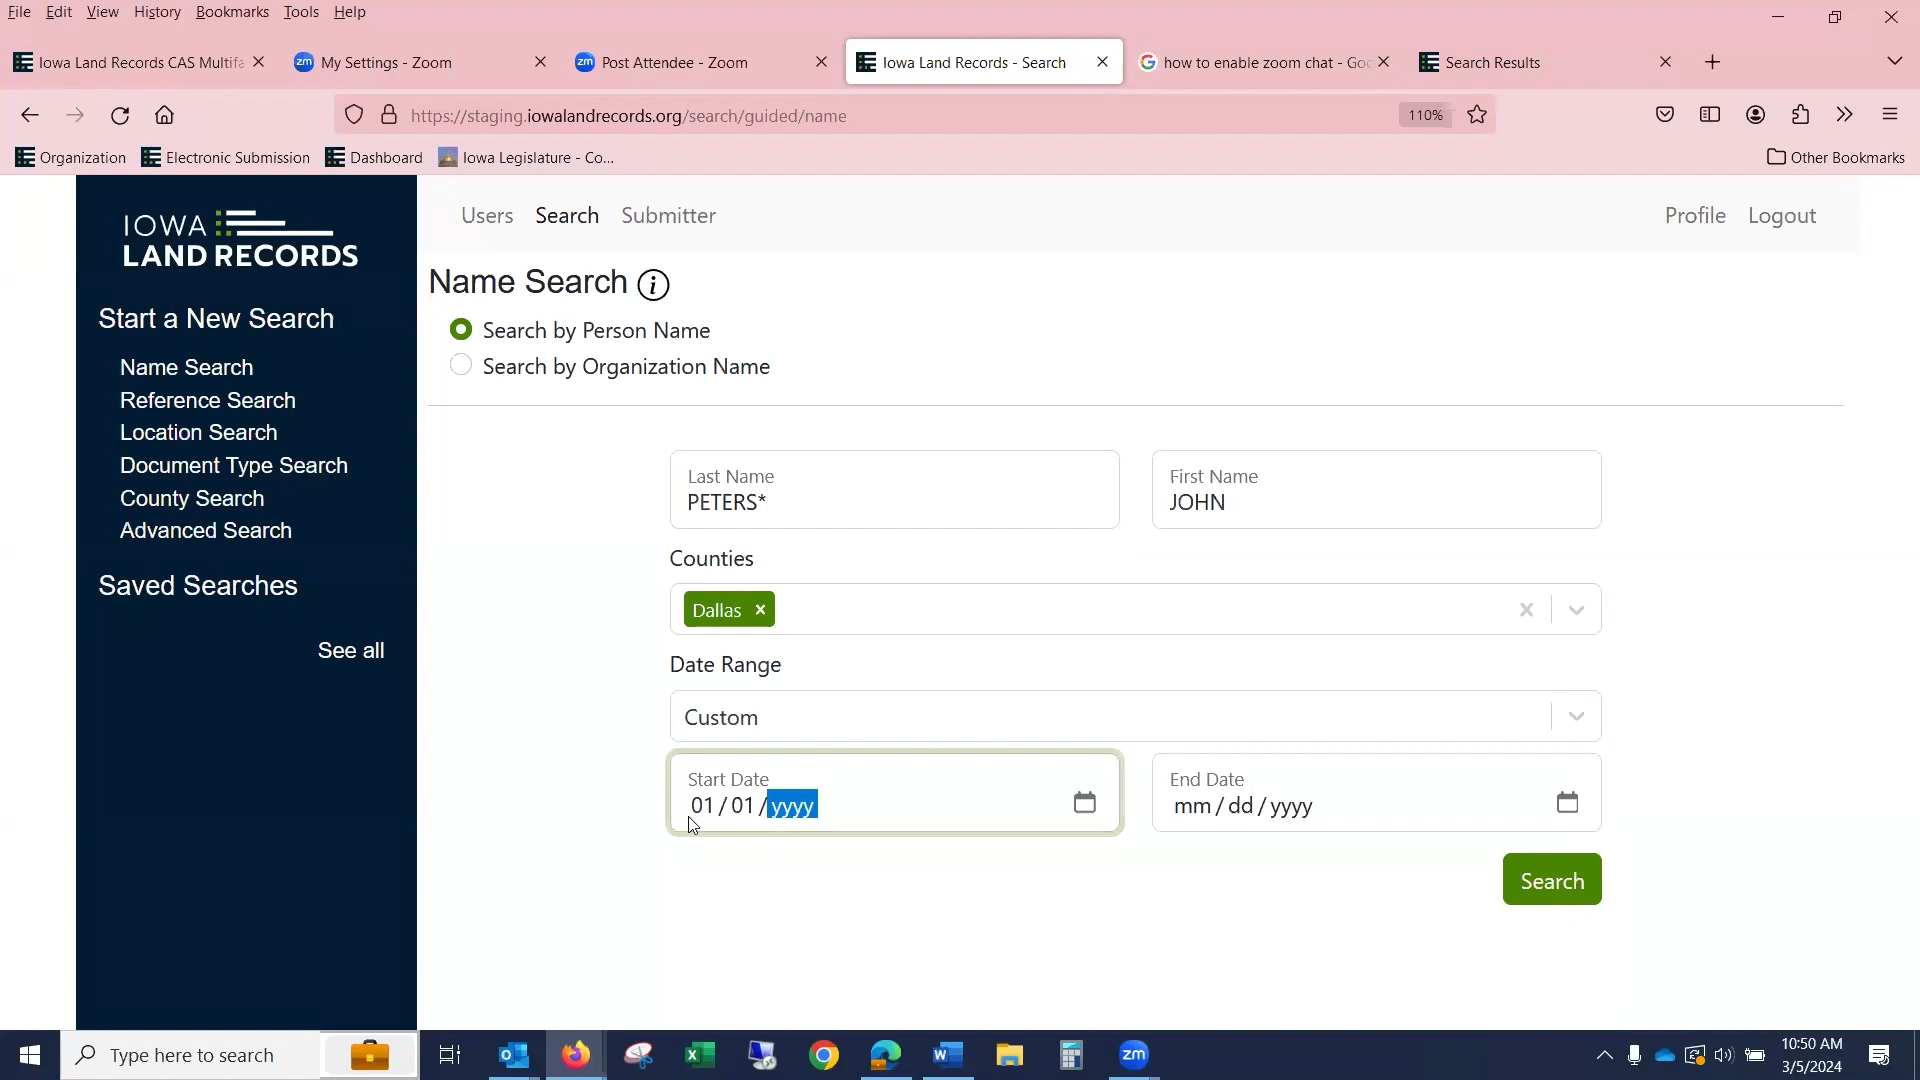 File Edit View History Bookmarks Tools Help
Iowa Land Records CAS Multifa
My Settings - Zoom
Post Attendee - Zoom
Iowa Land Records - Search
how to enable zoom chat - Goo
Search Results
https://staging.iowalandrecords.org/search/guided/name
110%
Organization
Electronic Submission
Dashboard
Iowa Legislature - Co...
Other Bookmarks
IOWA
LAND RECORDS
Start a New Search
Name Search
Reference Search
Location Search
Document Type Search
County Search
Advanced Search
Saved Searches
See all
Users Search Submitter
Profile Logout
Name Search
Search by Person Name
Search by Organization Name
Last Name
PETERS*
First Name
JOHN
Counties
Dallas
Date Range
Custom
Start Date
01/01/yyyy
End Date
mm/dd/yyyy
Search
Type here to search
10:50 AM
3/5/2024